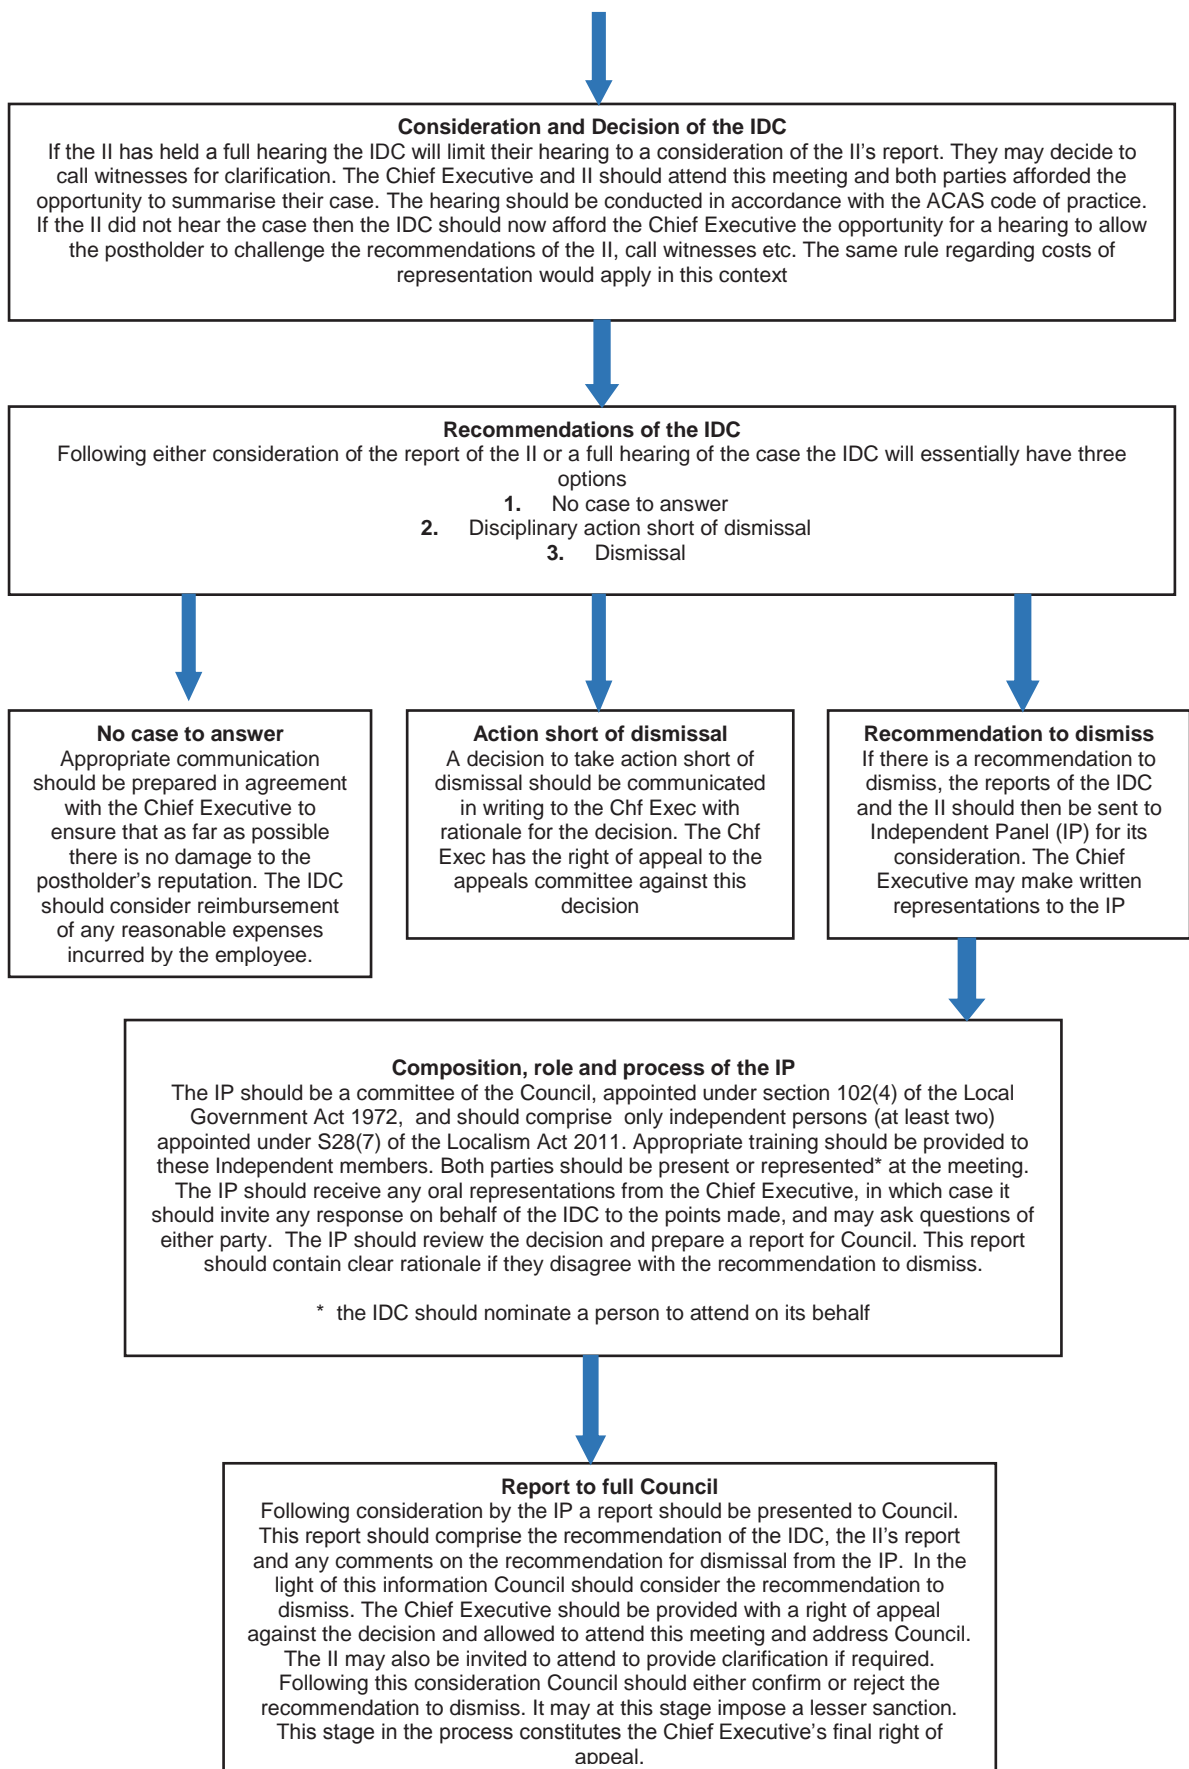 Consideration and Decision of the IDC
If the II has held a full hearing the IDC will limit their hearing to a consideration of the II's report. They may decide to
call witnesses for clarification. The Chief Executive and II should attend this meeting and both parties afforded the
opportunity to summarise their case. The hearing should be conducted in accordance with the ACAS code of practice.
If the II did not hear the case then the IDC should now afford the Chief Executive the opportunity for a hearing to allow
the postholder to challenge the recommendations of the II, call witnesses etc. The same rule regarding costs of
representation would apply in this context
Recommendations of the IDC
Following either consideration of the report of the II or a full hearing of the case the IDC will essentially have three
options
1. No case to answer
2. Disciplinary action short of dismissal
3. Dismissal
No case to answer
Appropriate communication
should be prepared in agreement
with the Chief Executive to
ensure that as far as possible
there is no damage to the
postholder's reputation. The IDC
should consider reimbursement
of any reasonable expenses
incurred by the employee.
Action short of dismissal
A decision to take action short of
dismissal should be communicated
in writing to the Chf Exec with
rationale for the decision. The Chf
Exec has the right of appeal to the
appeals committee against this
decision
Recommendation to dismiss
If there is a recommendation to
dismiss, the reports of the IDC
and the II should then be sent to
Independent Panel (IP) for its
consideration. The Chief
Executive may make written
representations to the IP
Composition, role and process of the IP
The IP should be a committee of the Council, appointed under section 102(4) of the Local
Government Act 1972, and should comprise only independent persons (at least two)
appointed under S28(7) of the Localism Act 2011. Appropriate training should be provided to
these Independent members. Both parties should be present or represented* at the meeting.
The IP should receive any oral representations from the Chief Executive, in which case it
should invite any response on behalf of the IDC to the points made, and may ask questions of
either party. The IP should review the decision and prepare a report for Council. This report
should contain clear rationale if they disagree with the recommendation to dismiss.
* the IDC should nominate a person to attend on its behalf
Report to full Council
Following consideration by the IP a report should be presented to Council.
This report should comprise the recommendation of the IDC, the II's report
and any comments on the recommendation for dismissal from the IP. In the
light of this information Council should consider the recommendation to
dismiss. The Chief Executive should be provided with a right of appeal
against the decision and allowed to attend this meeting and address Council.
The II may also be invited to attend to provide clarification if required.
Following this consideration Council should either confirm or reject the
recommendation to dismiss. It may at this stage impose a lesser sanction.
This stage in the process constitutes the Chief Executive's final right of
appeal.